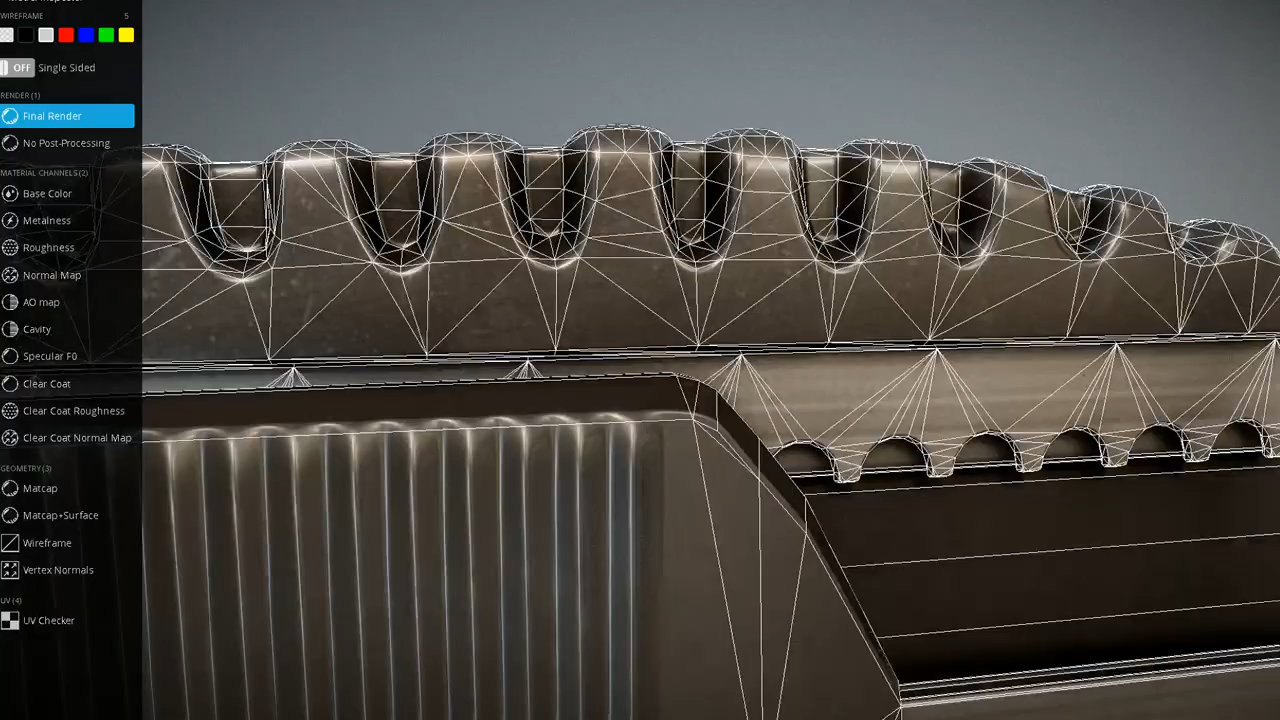 WIREFRAME 5
OFF Single Sided
RENDER (1)
Final Render
No Post-Processing
MATERIAL CHANNELS (2)
Base Color
Metalness
Roughness
Normal Map
AO map
Cavity
Specular F0
Clear Coat
Clear Coat Roughness
Clear Coat Normal Map
GEOMETRY (3)
Matcap
Matcap+Surface
Wireframe
Vertex Normals
UV (4)
UV Checker